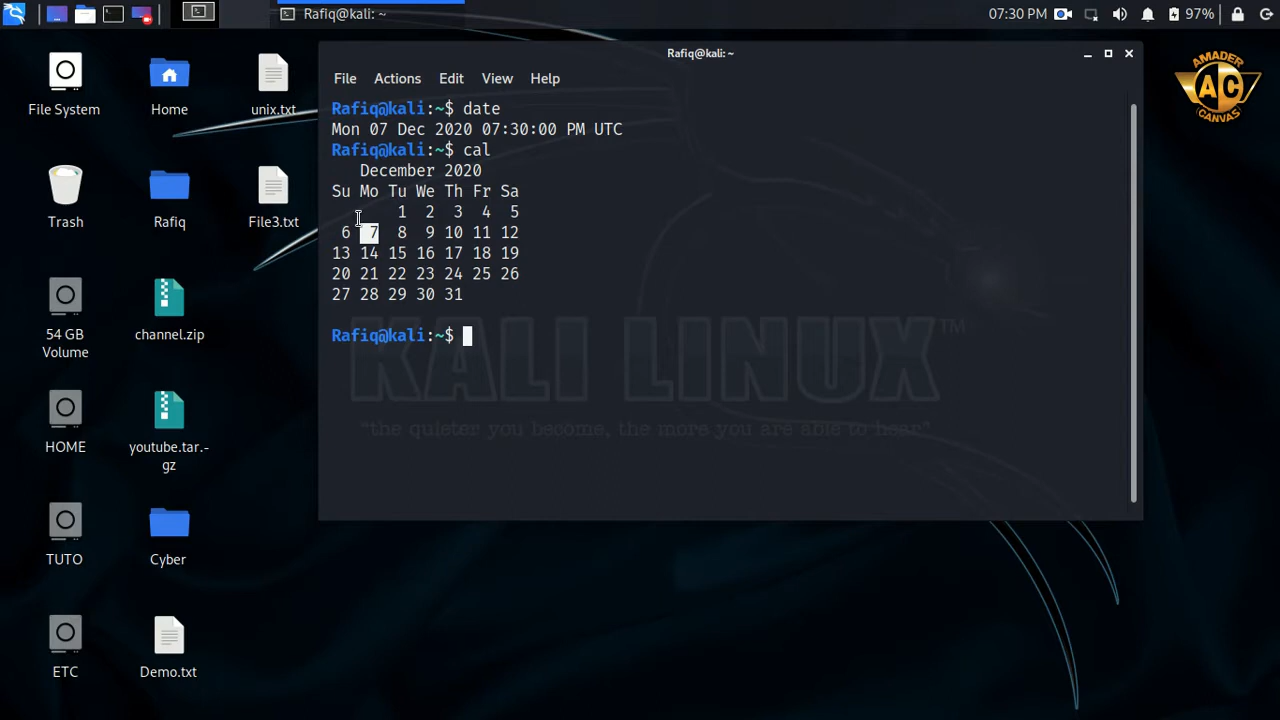 Rafiq@kali: ~
07:30 PM
97%
File System
Home
unix.txt
Trash
Rafiq
File3.txt
54 GB
Volume
channel.zip
HOME
youtube.tar.-
gz
TUTO
Cyber
ETC
Demo.txt
Rafiq@kali: ~
File Actions Edit View Help
Rafiq@kali:~$ date
Mon 07 Dec 2020 07:30:00 PM UTC
Rafiq@kali:~$ cal
December 2020
Su Mo Tu We Th Fr Sa
1 2 3 4 5
6 7 8 9 10 11 12
13 14 15 16 17 18 19
20 21 22 23 24 25 26
27 28 29 30 31
Rafiq@kali:~$
KALI LINUX™
"the quieter you become, the more you are able to hear"
AMADER
AC
CANVAS